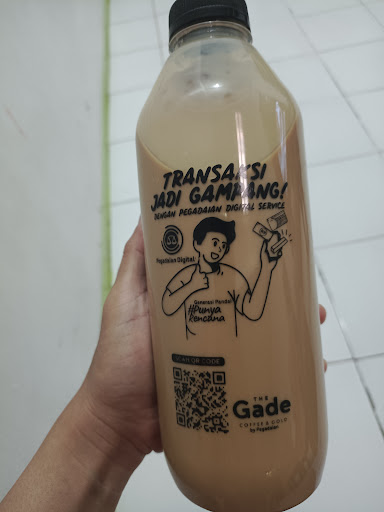 TRANSAKSI
JADI GAMPANG!
DENGAN PEGADAIAN DIGITAL SERVICE
Pegadaian Digital
Generasi Pandai
#Punya
Rencana
SCAN QR CODE
THE
Gade
COFFEE & GOLD
by Pegadaian